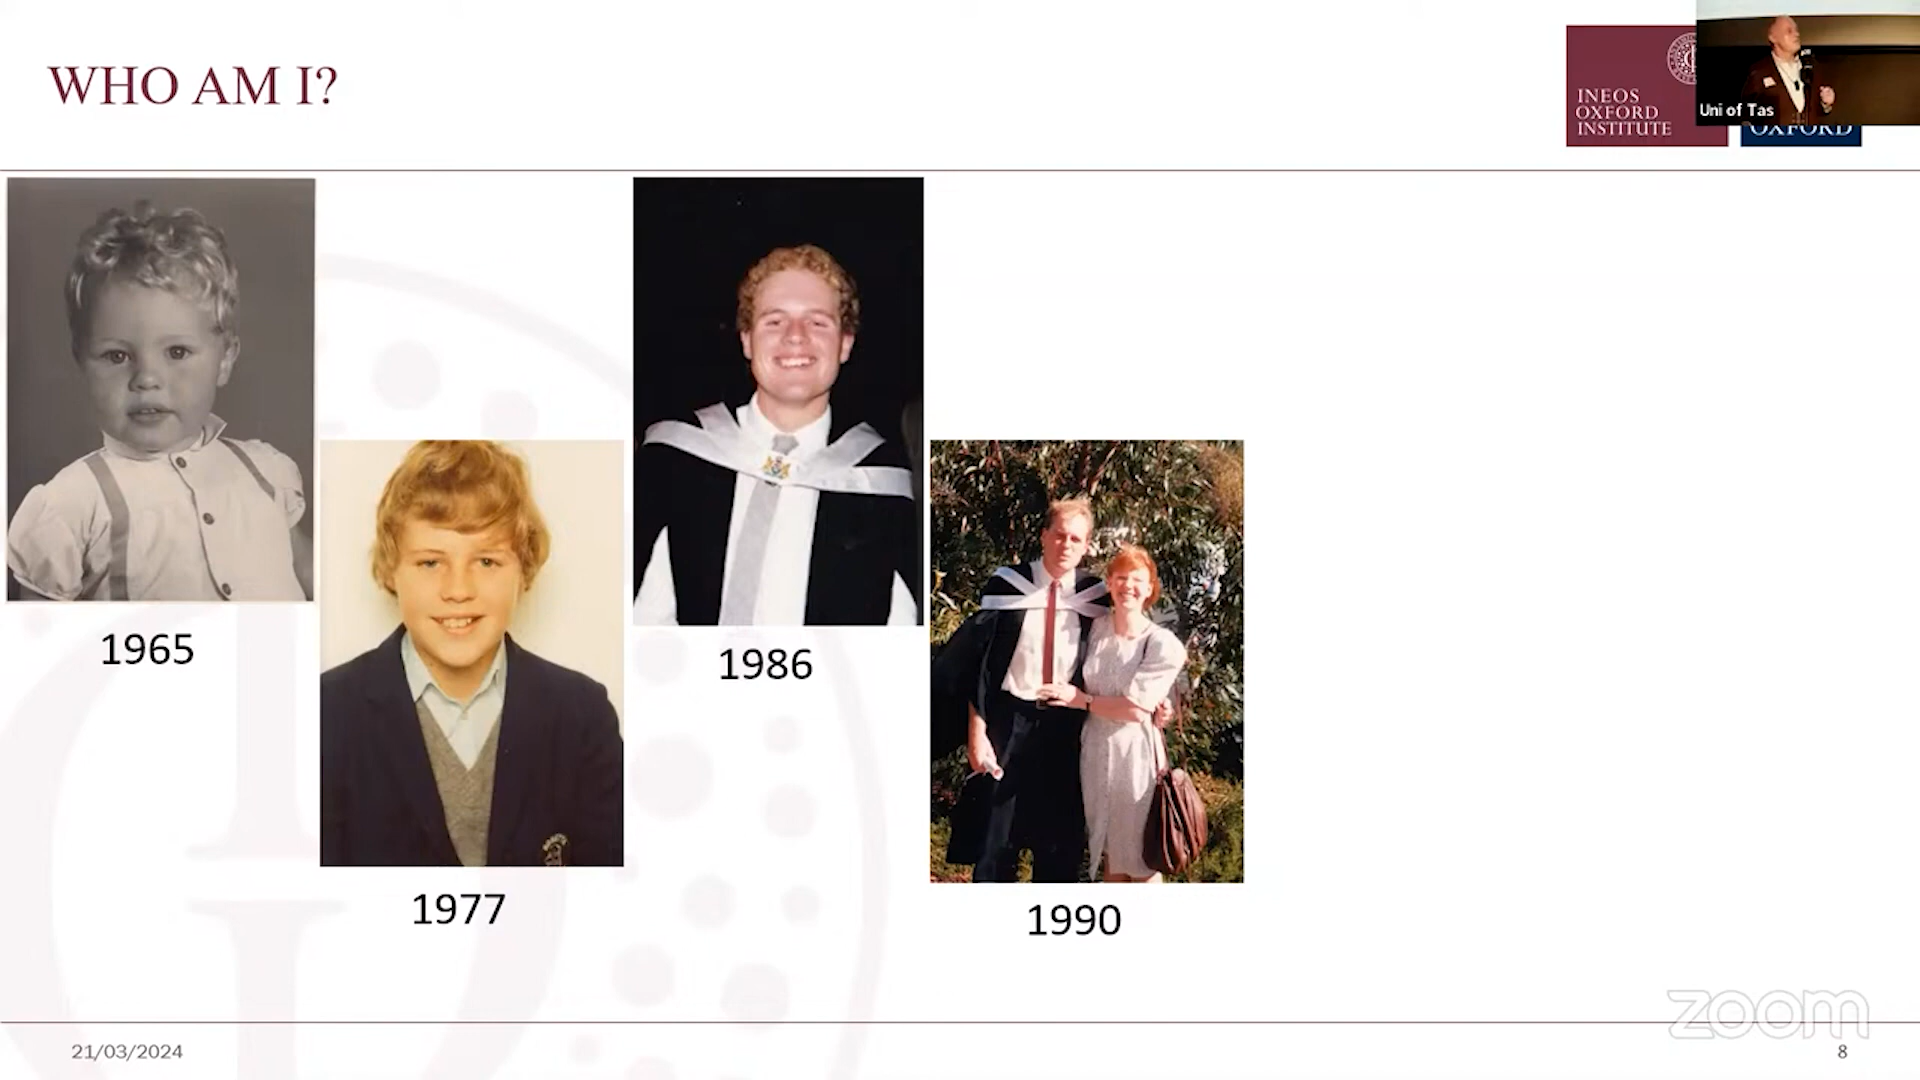 WHO AM I?
INEOS
OXFORD
INSTITUTE
Uni of Tas
OXFORD
1965
1986
1977
1990
zoom
21/03/2024
8